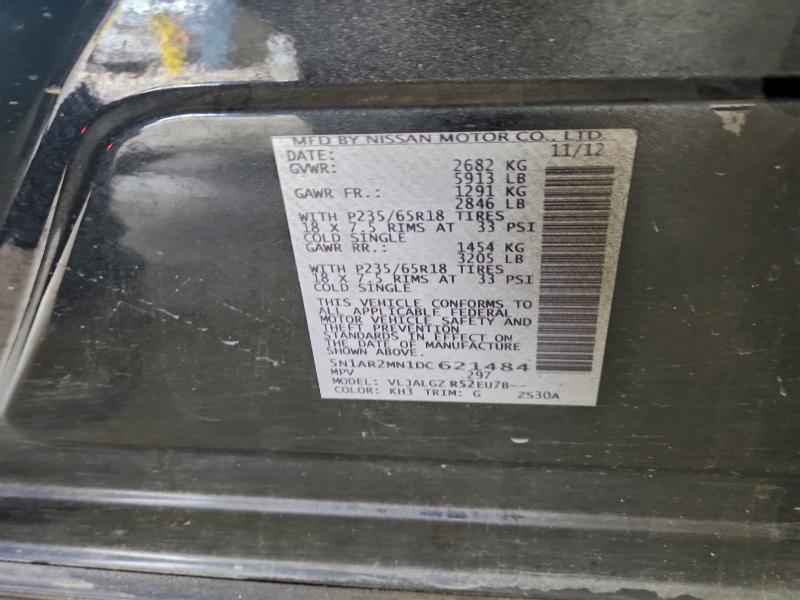 MFD BY NISSAN MOTOR CO., LTD.
DATE: 11/12
GVWR: 2682 KG
5913 LB
GAWR FR.: 1291 KG
2846 LB
WITH P235/65R18 TIRES
18 X 7.5 RIMS AT 33 PSI
COLD SINGLE
GAWR RR.: 1454 KG
3205 LB
WITH P235/65R18 TIRES
18 X 7.5 RIMS AT 33 PSI
COLD SINGLE
THIS VEHICLE CONFORMS TO
ALL APPLICABLE FEDERAL
MOTOR VEHICLE SAFETY AND
THEFT PREVENTION
STANDARDS IN EFFECT ON
THE DATE OF MANUFACTURE
SHOWN ABOVE.
5N1AR2MN1DC 621484
MPV 297
MODEL: VLJALGZ R52EU7B--
COLOR: KH3 TRIM: G ZS30A